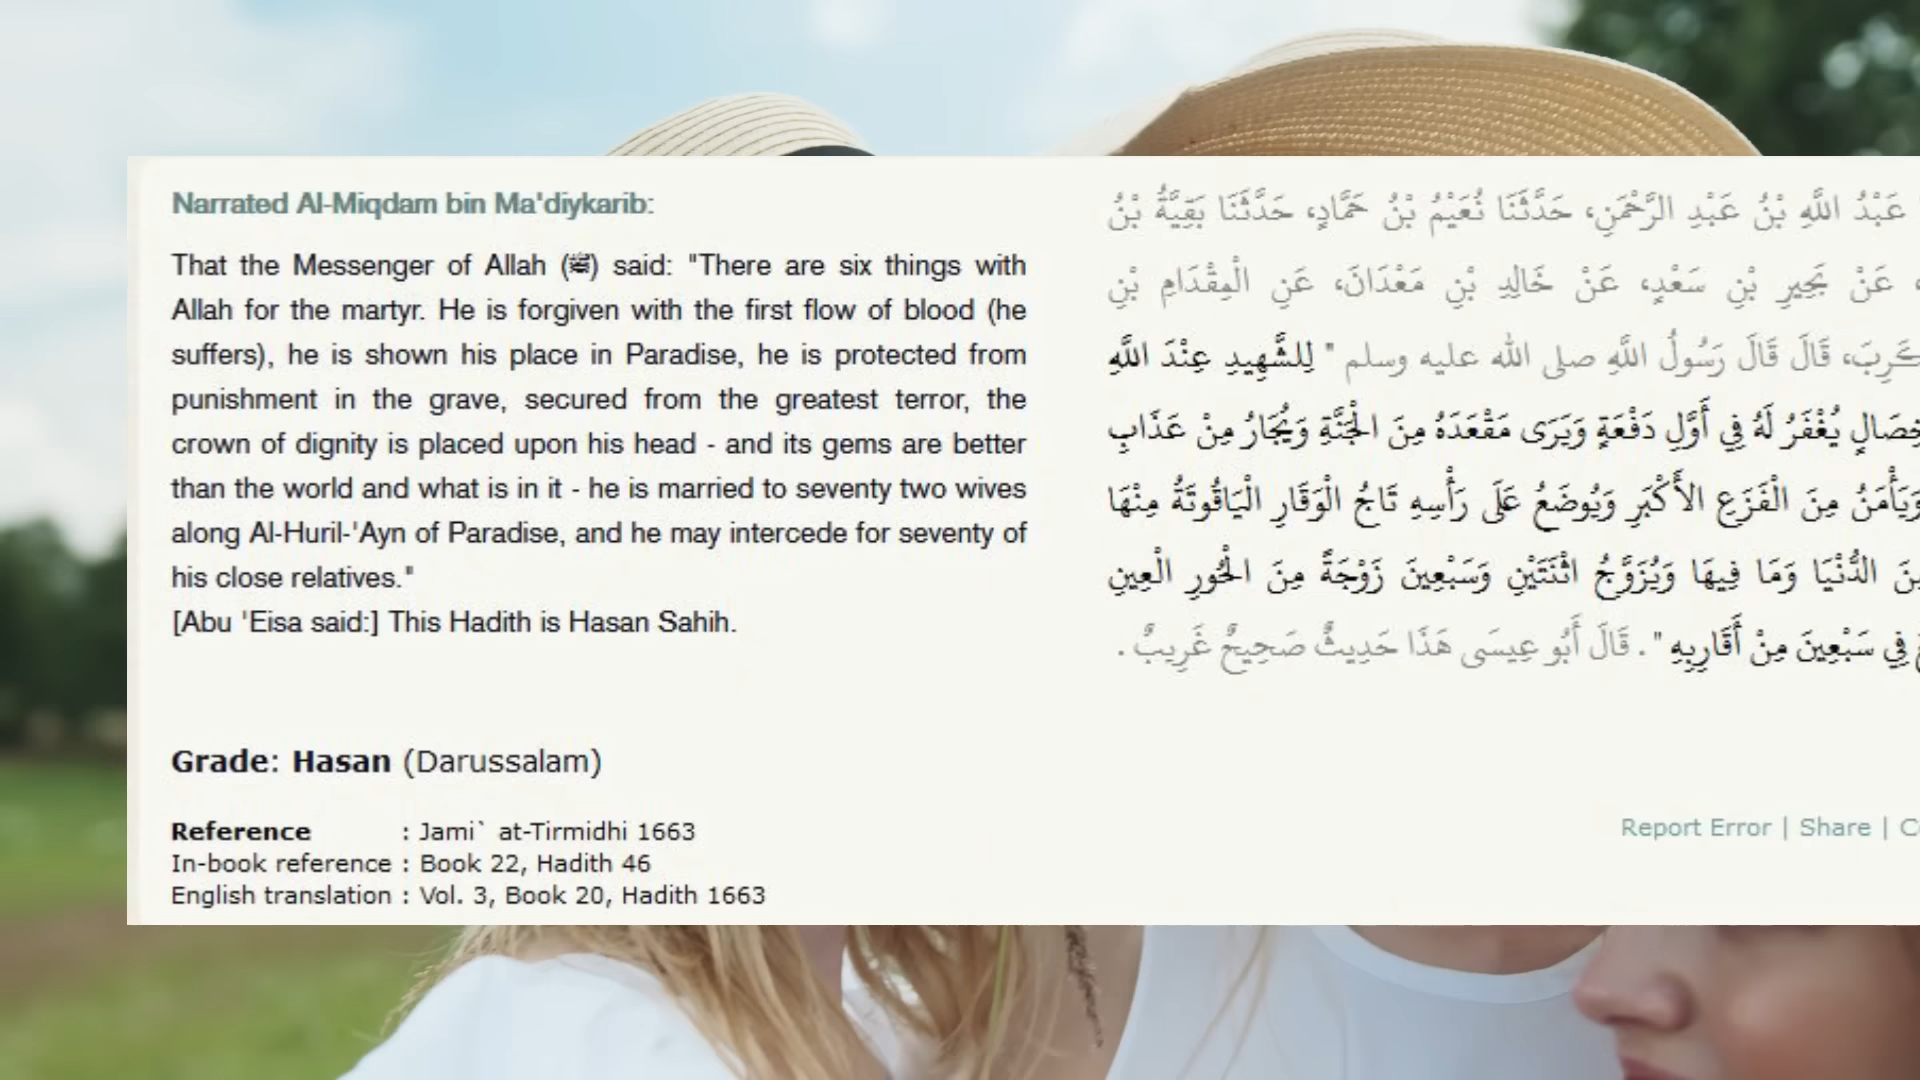 Narrated Al-Miqdam bin Ma'diykarib:
That the Messenger of Allah (ﷺ) said: "There are six things with
Allah for the martyr. He is forgiven with the first flow of blood (he
suffers), he is shown his place in Paradise, he is protected from
punishment in the grave, secured from the greatest terror, the
crown of dignity is placed upon his head - and its gems are better
than the world and what is in it - he is married to seventy two wives
along Al-Huril-'Ayn of Paradise, and he may intercede for seventy of
his close relatives."
[Abu 'Eisa said:] This Hadith is Hasan Sahih.
عَبْدُ اللَّهِ بْنُ عَبْدِ الرَّحْمَنِ، حَدَّثَنَا نُعَيْمُ بْنُ حَمَّادٍ، حَدَّثَنَا بَقِيَّةُ بْنُ
، عَنْ بَحِيرِ بْنِ سَعْدٍ، عَنْ خَالِدِ بْنِ مَعْدَانَ، عَنِ الْمِقْدَامِ بْنِ
كَرِبَ، قَالَ قَالَ رَسُولُ اللَّهِ صلى الله عليه وسلم " لِلشَّهِيدِ عِنْدَ اللَّهِ
خِصَالٍ يُغْفَرُ لَهُ فِي أَوَّلِ دَفْعَةٍ وَيَرَى مَقْعَدَهُ مِنَ الْجَنَّةِ وَيُجَارُ مِنْ عَذَابِ
وَيَأْمَنُ مِنَ الْفَزَعِ الأَكْبَرِ وَيُوضَعُ عَلَى رَأْسِهِ تَاجُ الْوَقَارِ الْيَاقُوتَةُ مِنْهَا
مِنَ الدُّنْيَا وَمَا فِيهَا وَيُزَوَّجُ اثْنَتَيْنِ وَسَبْعِينَ زَوْجَةً مِنَ الْحُورِ الْعِينِ
فِي سَبْعِينَ مِنْ أَقَارِبِهِ " . قَالَ أَبُو عِيسَى هَذَا حَدِيثٌ صَحِيحٌ غَرِيبٌ .
Grade: Hasan (Darussalam)
Reference : Jami` at-Tirmidhi 1663
In-book reference : Book 22, Hadith 46
English translation : Vol. 3, Book 20, Hadith 1663
Report Error | Share | C